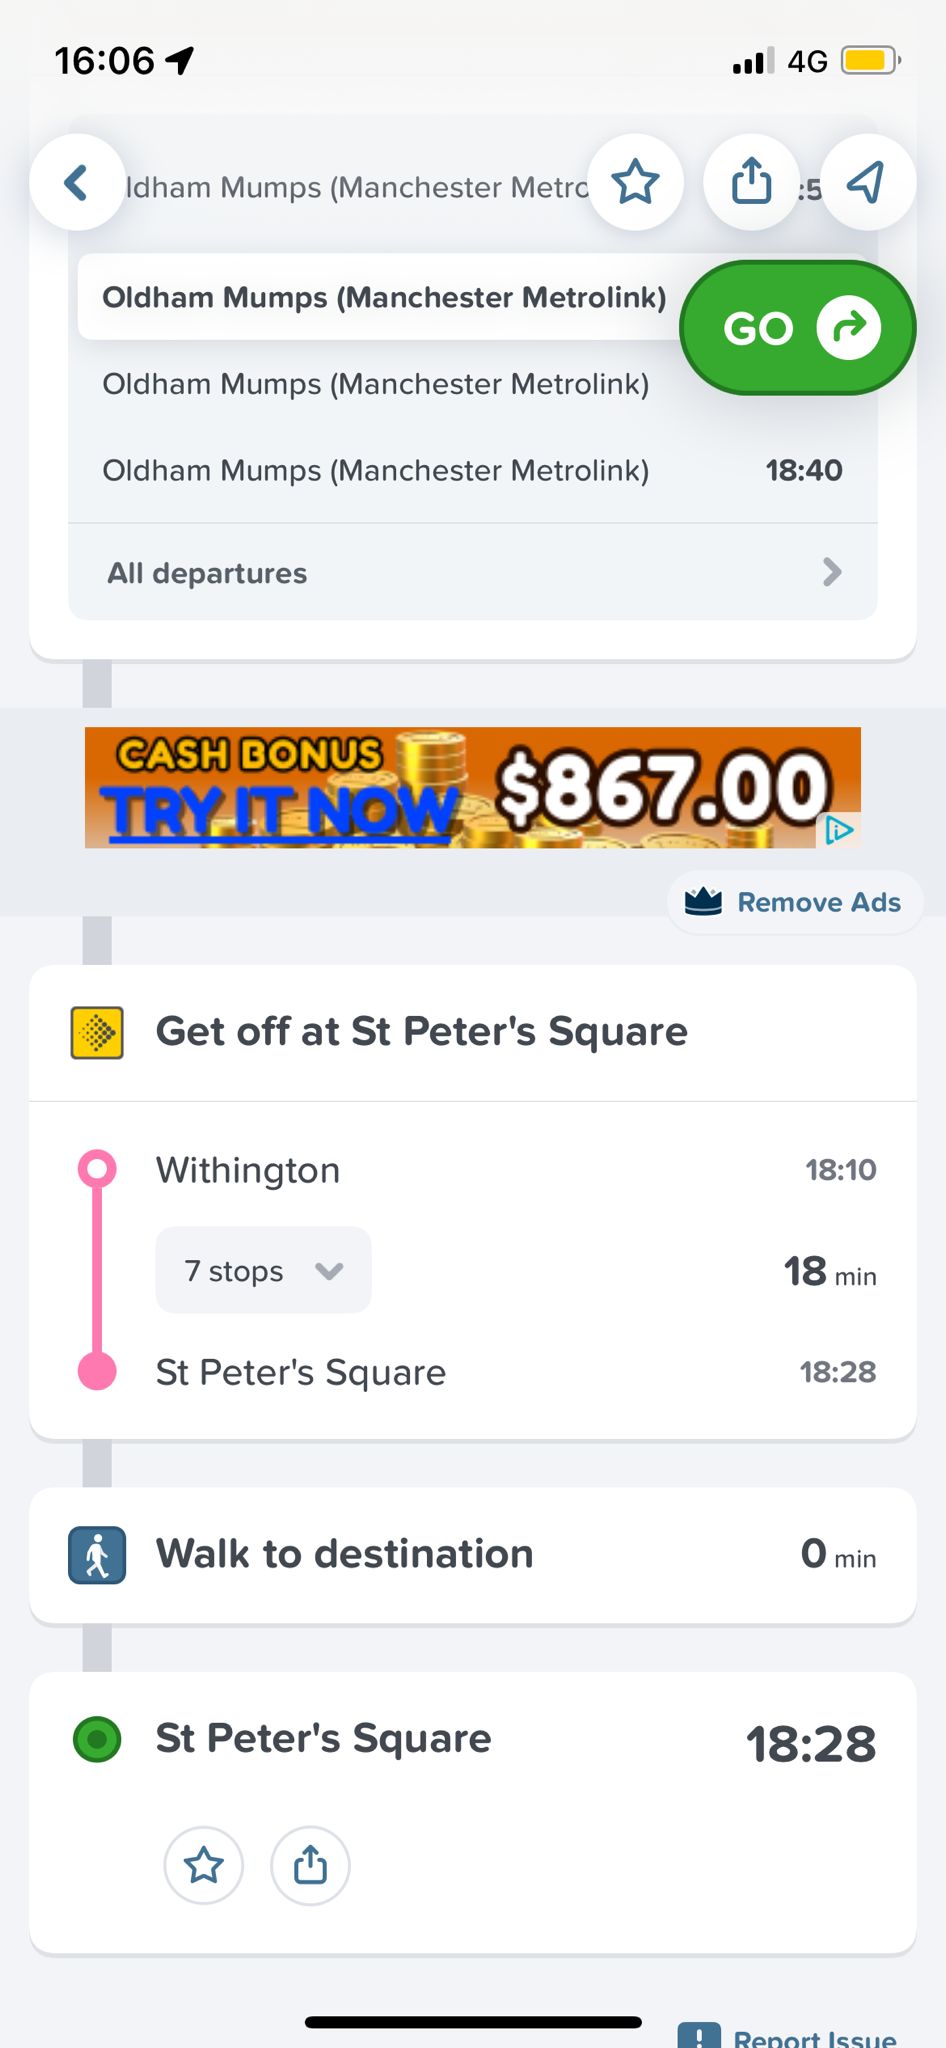 16:06
4G
ldham Mumps (Manchester Metro :5
Oldham Mumps (Manchester Metrolink)
GO
Oldham Mumps (Manchester Metrolink)
Oldham Mumps (Manchester Metrolink) 18:40
All departures
CASH BONUS
TRY IT NOW
$867.00
Remove Ads
Get off at St Peter's Square
Withington 18:10
7 stops 18 min
St Peter's Square 18:28
Walk to destination 0 min
St Peter's Square 18:28
Report Issue